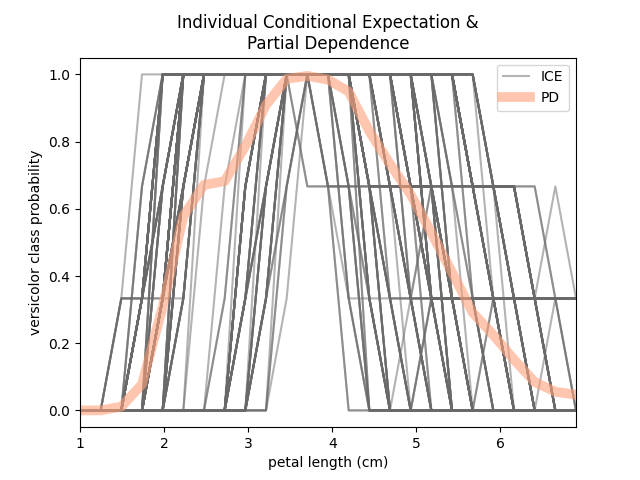 Individual Conditional Expectation &
Partial Dependence
ICE
PD
1.0
0.8
0.6
0.4
0.2
0.0
versicolor class probability
1 2 3 4 5 6
petal length (cm)